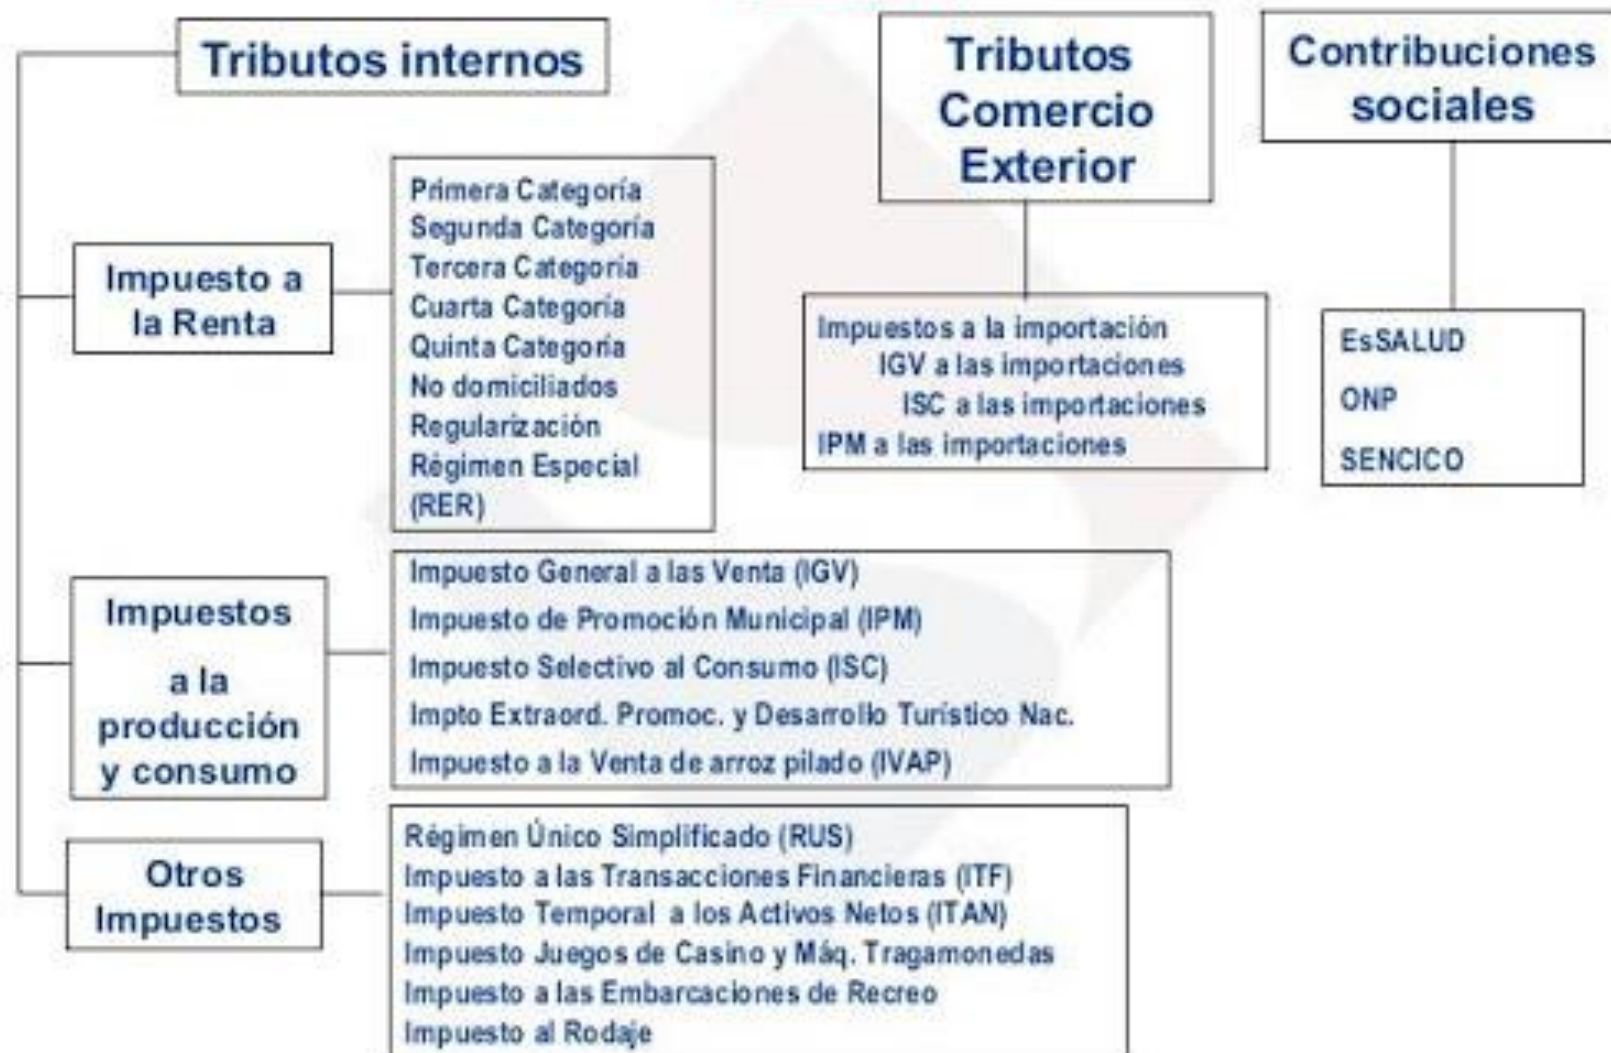 Tributos internos
Tributos
Comercio
Exterior
Contribuciones
sociales
Impuesto a
la Renta
Primera Categoría
Segunda Categoría
Tercera Categoría
Cuarta Categoría
Quinta Categoría
No domiciliados
Regularización
Régimen Especial
(RER)
Impuestos a la importación
IGV a las importaciones
ISC a las importaciones
IPM a las importaciones
EsSALUD
ONP
SENCICO
Impuestos
a la
producción
y consumo
Impuesto General a las Venta (IGV)
Impuesto de Promoción Municipal (IPM)
Impuesto Selectivo al Consumo (ISC)
Impto Extraord. Promoc. y Desarrollo Turístico Nac.
Impuesto a la Venta de arroz pilado (IVAP)
Otros
Impuestos
Régimen Único Simplificado (RUS)
Impuesto a las Transacciones Financieras (ITF)
Impuesto Temporal a los Activos Netos (ITAN)
Impuesto Juegos de Casino y Máq. Tragamonedas
Impuesto a las Embarcaciones de Recreo
Impuesto al Rodaje